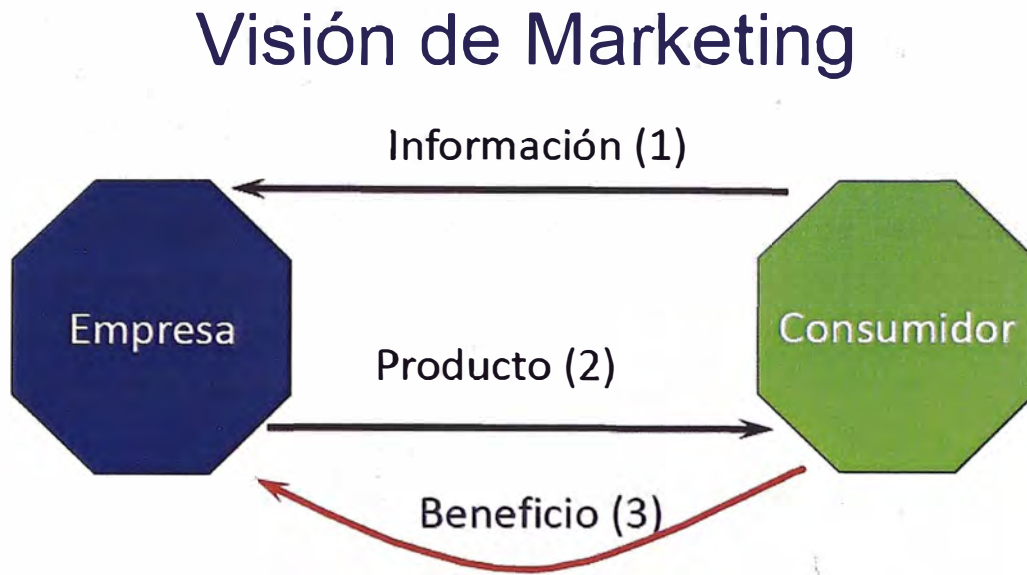 Visión de Marketing
Información (1)
Empresa
Consumidor
Producto (2)
Beneficio (3)